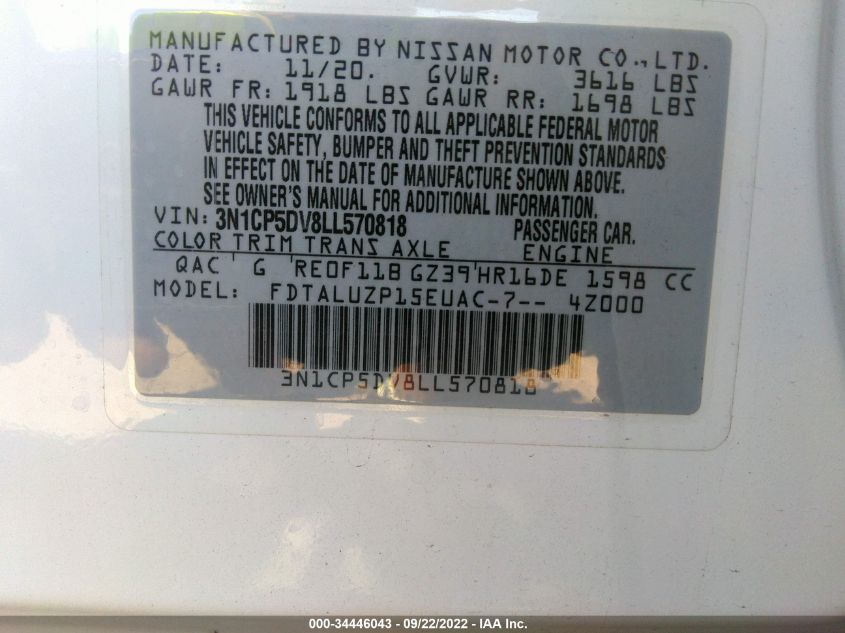 MANUFACTURED BY NISSAN MOTOR CO., LTD.
DATE: 11/20. GVWR: 3616 LBS
GAWR FR: 1918 LBS GAWR RR: 1698 LBS
THIS VEHICLE CONFORMS TO ALL APPLICABLE FEDERAL MOTOR
VEHICLE SAFETY, BUMPER AND THEFT PREVENTION STANDARDS
IN EFFECT ON THE DATE OF MANUFACTURE SHOWN ABOVE.
SEE OWNER'S MANUAL FOR ADDITIONAL INFORMATION.
VIN: 3N1CP5DV8LL570818 PASSENGER CAR.
COLOR TRIM TRANS AXLE ENGINE
QAC G RE0F11B GZ39 HR16DE 1598 CC
MODEL: FDTALUZP15EUAC-7-- 4Z000
3N1CP5DV8LL570818
000-34446043 - 09/22/2022 - IAA Inc.